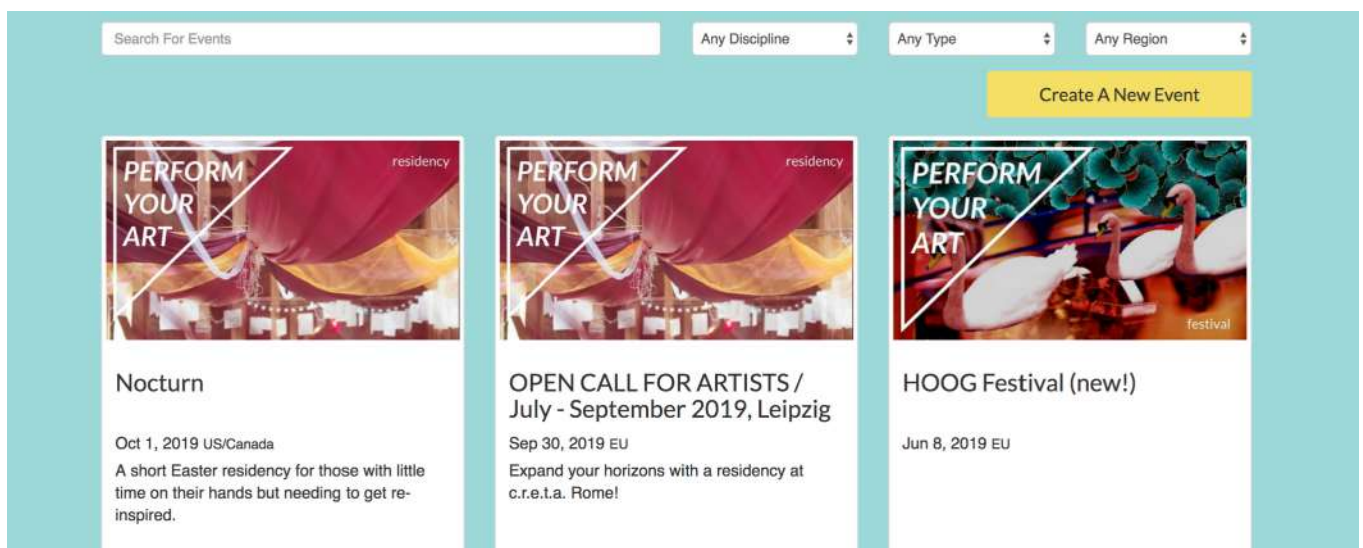 Search For Events
Any Discipline
Any Type
Any Region
Create A New Event
PERFORM
YOUR
ART
residency
PERFORM
YOUR
ART
residency
PERFORM
YOUR
ART
festival
Nocturn
Oct 1, 2019 US/Canada
A short Easter residency for those with little
time on their hands but needing to get re-
inspired.
OPEN CALL FOR ARTISTS /
July - September 2019, Leipzig
Sep 30, 2019 EU
Expand your horizons with a residency at
c.r.e.t.a. Rome!
HOOG Festival (new!)
Jun 8, 2019 EU